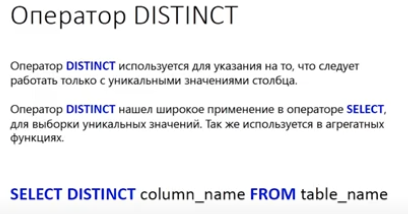 Оператор DISTINCT
Оператор DISTINCT используется для указания на то, что следует
работать только с уникальными значениями столбца.
Оператор DISTINCT нашел широкое применение в операторе SELECT,
для выборки уникальных значений. Так же используется в агрегатных
функциях.
SELECT DISTINCT column_name FROM table_name